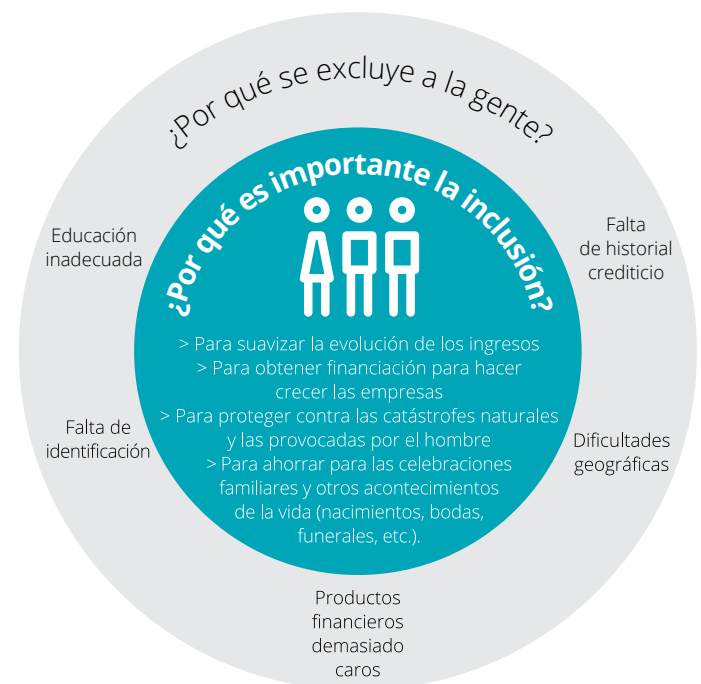 ¿Por qué se excluye a la gente?
¿Por qué es importante la inclusión?
Educación
inadecuada
Falta
de historial
crediticio
> Para suavizar la evolución de los ingresos
> Para obtener financiación para hacer
crecer las empresas
> Para proteger contra las catástrofes naturales
y las provocadas por el hombre
> Para ahorrar para las celebraciones
familiares y otros acontecimientos
de la vida (nacimientos, bodas,
funerales, etc.).
Falta de
identificación
Dificultades
geográficas
Productos
financieros
demasiado
caros